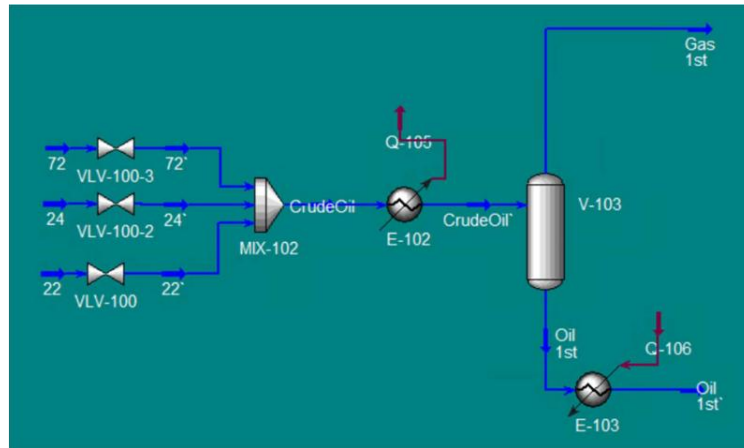 Gas
1st
Q-105
72
VLV-100-3
72`
V-103
24
VLV-100-2
24`
CrudeOil
CrudeOil`
MIX-102
E-102
22
VLV-100
22`
Oil
1st
Q-106
Oil
1st`
E-103